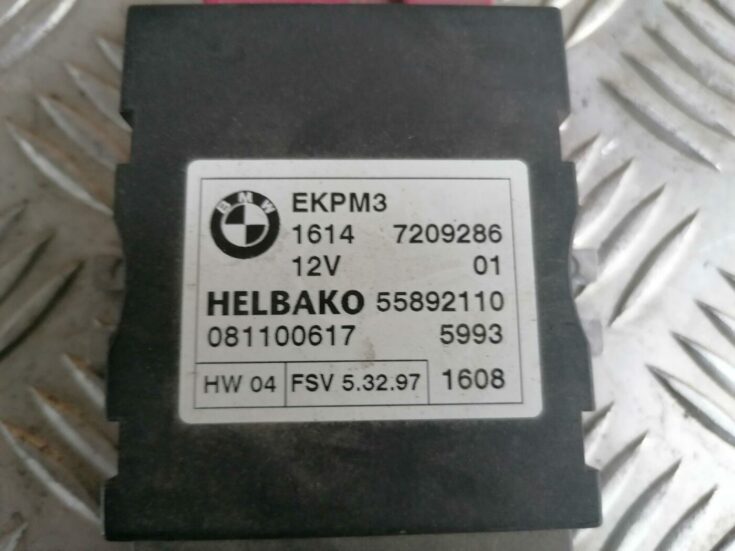 BMW
EKPM3
1614 7209286
12V 01
HELBAKO 55892110
081100617 5993
HW 04 FSV 5.32.97 1608